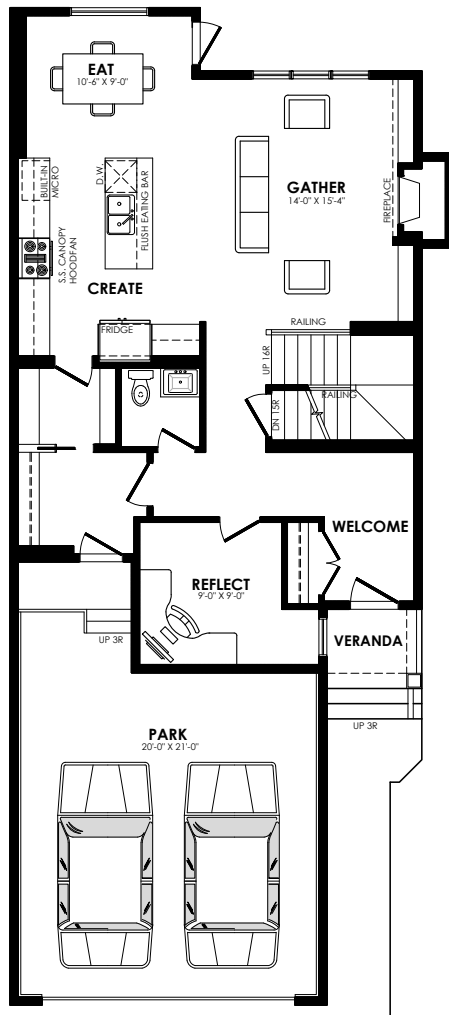 EAT
10'-6" X 9'-0"
BUILT-IN
MICRO
D.W.
FLUSH EATING BAR
GATHER
14'-0 X 15'-4"
FIREPLACE
S.S. CANOPY
HOODFAN
CREATE
FRIDGE
RAILING
UP 16R
RAILING
DN 15R
WELCOME
REFLECT
9'-0" X 9'-0"
UP 3R
VERANDA
UP 3R
PARK
20'-0" X 21'-0"